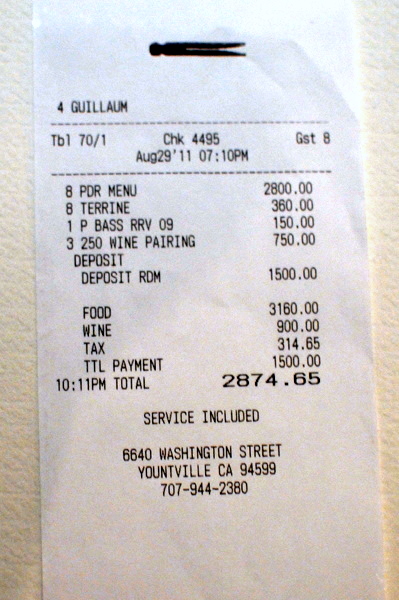 4 GUILLAUM
Tbl 70/1 Chk 4495 Gst 8
Aug29'11 07:10PM
8 PDR MENU 2800.00
8 TERRINE 360.00
1 P BASS RRV 09 150.00
3 250 WINE PAIRING 750.00
DEPOSIT
DEPOSIT RDM 1500.00
FOOD 3160.00
WINE 900.00
TAX 314.65
TTL PAYMENT 1500.00
10:11PM TOTAL 2874.65
SERVICE INCLUDED
6640 WASHINGTON STREET
YOUNTVILLE CA 94599
707-944-2380